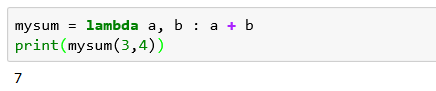 mysum = lambda a, b : a + b
print(mysum(3,4))
7